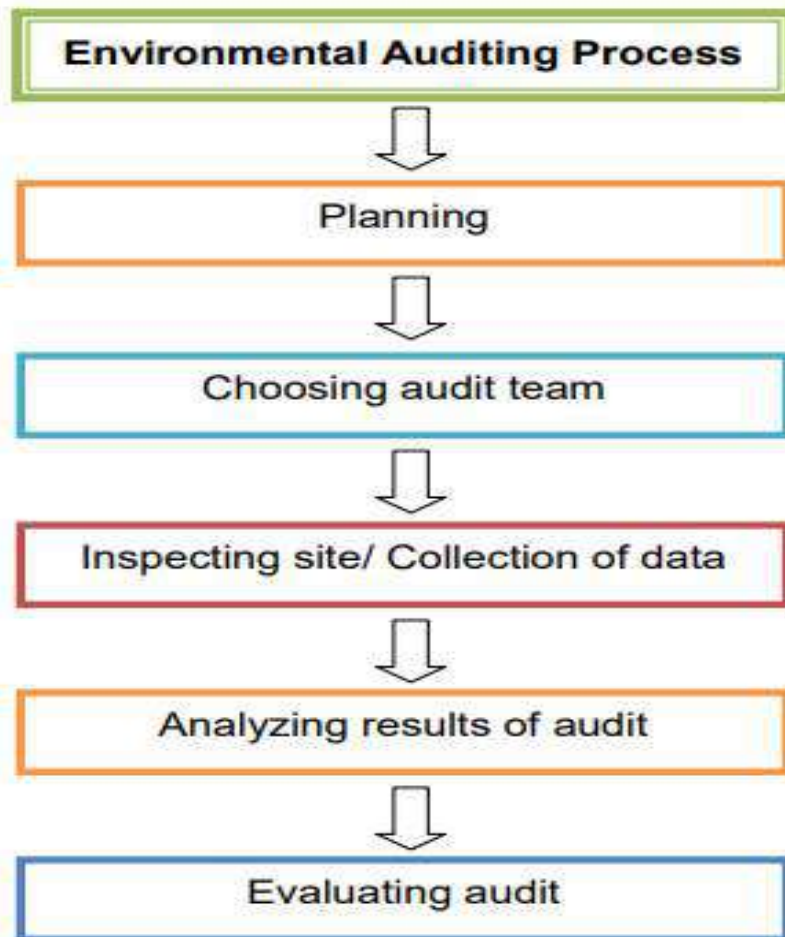 Environmental Auditing Process
Planning
Choosing audit team
Inspecting site/ Collection of data
Analyzing results of audit
Evaluating audit